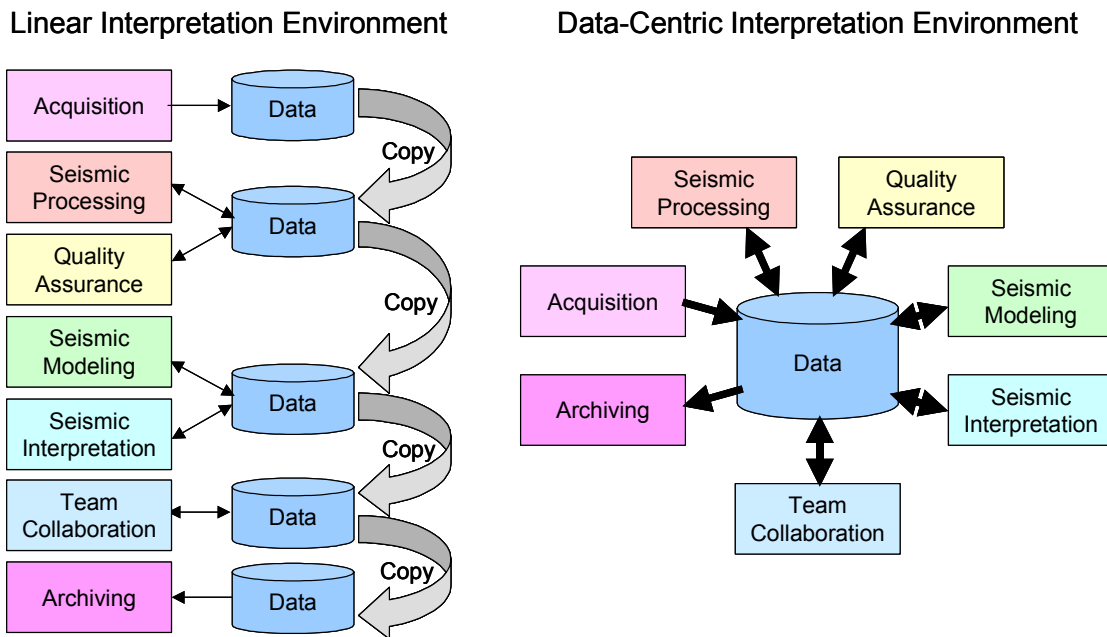 Linear Interpretation Environment
Acquisition
Data
Copy
Seismic
Processing
Data
Quality
Assurance
Copy
Seismic
Modeling
Data
Seismic
Interpretation
Copy
Team
Collaboration
Data
Copy
Archiving
Data
Data-Centric Interpretation Environment
Seismic
Processing
Quality
Assurance
Acquisition
Seismic
Modeling
Data
Archiving
Seismic
Interpretation
Team
Collaboration